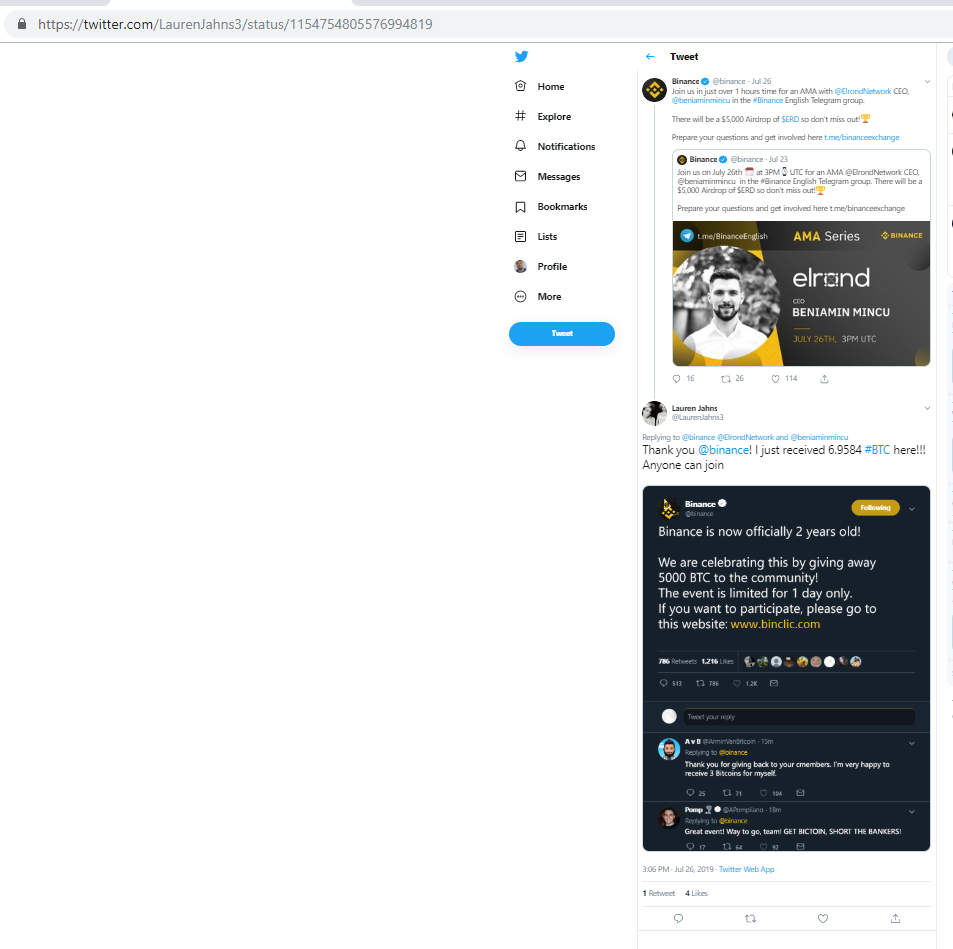 https://twitter.com/LaurenJahns3/status/1154754805576994819
Home
Explore
Notifications
Messages
Bookmarks
Lists
Profile
More
Tweet
Tweet
Binance @binance · Jul 26
Join us in just over 1 hours time for an AMA with @ElrondNetwork CEO,
@beniaminmincu in the #Binance English Telegram group.
There will be a $5,000 Airdrop of $ERD so don't miss out!🏆
Prepare your questions and get involved here t.me/binanceexchange
Binance @binance · Jul 23
Join us on July 26th 📅 at 3PM⌚ UTC for an AMA @ElrondNetwork CEO,
@beniaminmincu in the #Binance English Telegram group. There will be a
$5,000 Airdrop of $ERD so don't miss out!🏆
Prepare your questions and get involved here t.me/binanceexchange
t.me/BinanceEnglish
AMA Series
BINANCE
elrond
CEO
BENIAMIN MINCU
JULY 26TH, 3PM UTC
16 26 114
Lauren Jahns
@LaurenJahns3
Replying to @binance @ElrondNetwork and @beniaminmincu
Thank you @binance! I just received 6.9584 #BTC here!!!
Anyone can join
Binance
@binance
Following
Binance is now officially 2 years old!
We are celebrating this by giving away
5000 BTC to the community!
The event is limited for 1 day only.
If you want to participate, please go to
this website: www.binclic.com
786 Retweets 1,216 Likes
513 786 1.2K
Tweet your reply
A v B @ArminVanBitcoin · 15m
Replying to @binance
Thank you for giving back to your cmembers. I'm very happy to
receive 3 Bitcoins for myself.
25 71 104
Pomp 🌪 @APompliano · 18m
Replying to @binance
Great event! Way to go, team! GET BICTOIN, SHORT THE BANKERS!
17 64 92
3:06 PM · Jul 26, 2019 · Twitter Web App
1 Retweet 4 Likes